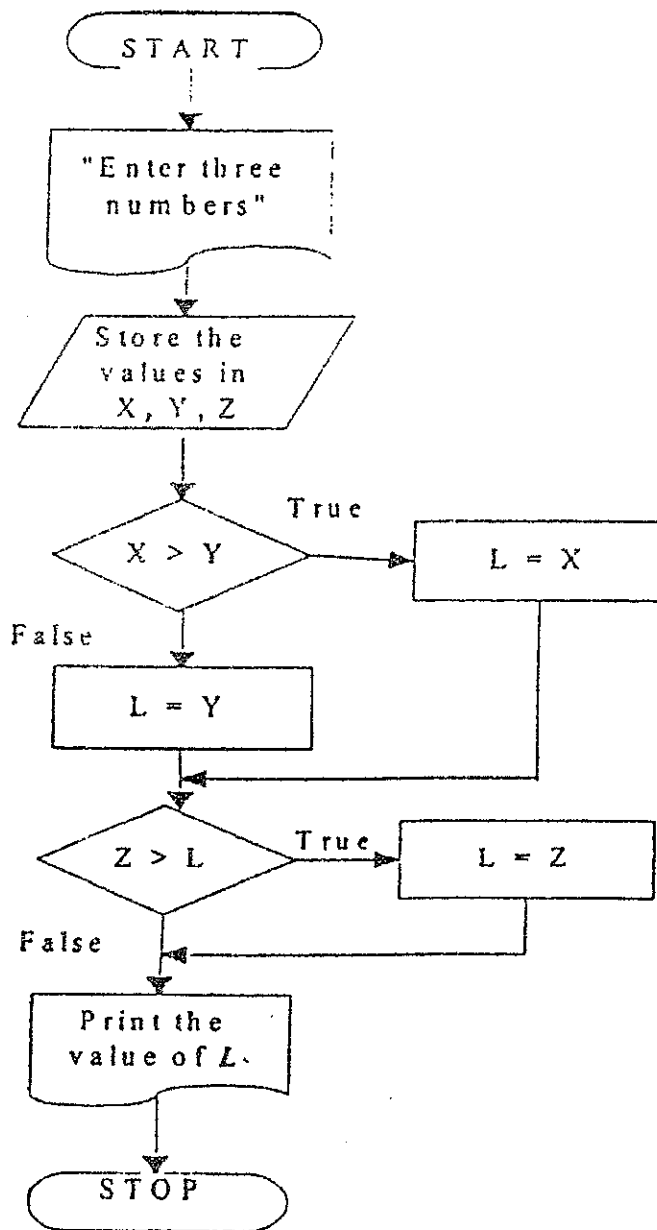 START
"Enter three
numbers"
Store the
values in
X, Y, Z
True
X > Y
L = X
False
L = Y
Z > L
True
L = Z
False
Print the
value of L.
STOP